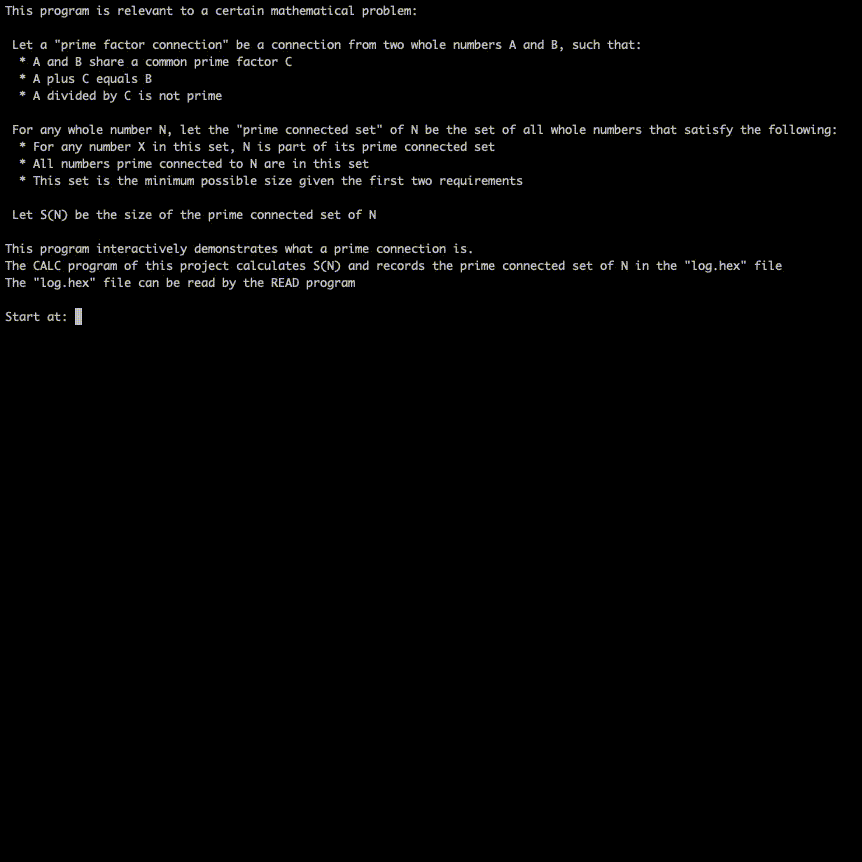 This program is relevant to a certain mathematical problem:
Let a "prime factor connection" be a connection from two whole numbers A and B, such that:
* A and B share a common prime factor C
* A plus C equals B
* A divided by C is not prime
For any whole number N, let the "prime connected set" of N be the set of all whole numbers that satisfy the following:
* For any number X in this set, N is part of its prime connected set
* All numbers prime connected to N are in this set
* This set is the minimum possible size given the first two requirements
Let S(N) be the size of the prime connected set of N
This program interactively demonstrates what a prime connection is.
The CALC program of this project calculates S(N) and records the prime connected set of N in the "log.hex" file
The "log.hex" file can be read by the READ program
Start at: